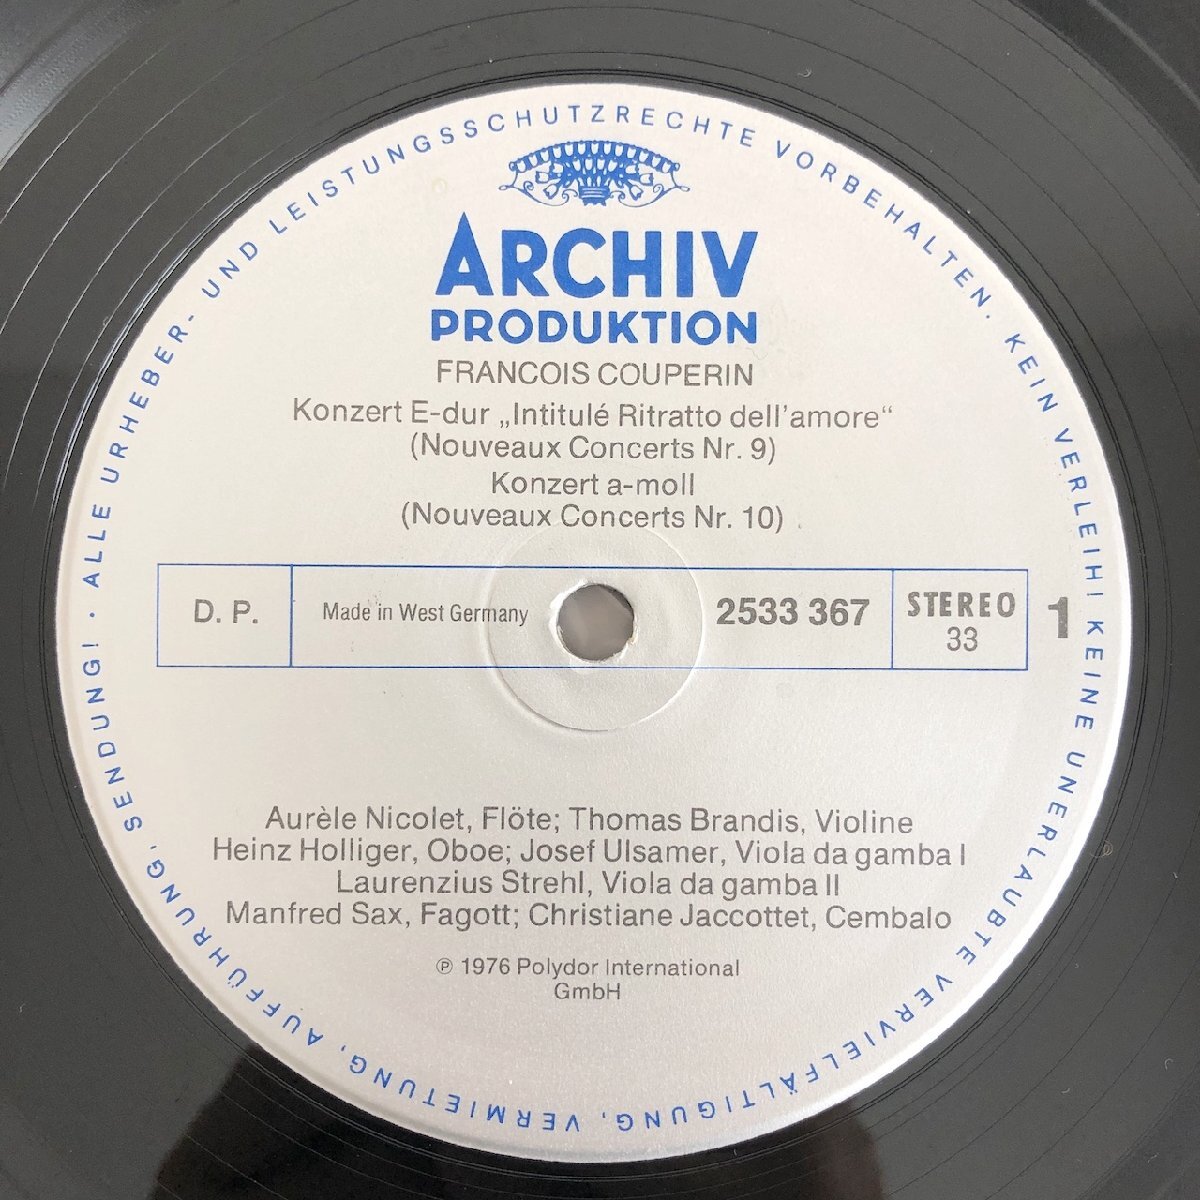 ALLE URHEBER- UND LEISTUNGSSCHUTZRECHTE VORBEHALTEN. KEIN VERLEIH! KEINE UNERLAUBTE VERVIELFÄLTIGUNG, VERMIETUNG, AUFFÜHRUNG, SENDUNG! ·
ARCHIV
PRODUKTION
FRANCOIS COUPERIN
Konzert E-dur „Intitulé Ritratto dell'amore“
(Nouveaux Concerts Nr. 9)
Konzert a-moll
(Nouveaux Concerts Nr. 10)
D. P. Made in West Germany 2533 367 STEREO 1
33
Aurèle Nicolet, Flöte; Thomas Brandis, Violine
Heinz Holliger, Oboe; Josef Ulsamer, Viola da gamba I
Laurenzius Strehl, Viola da gamba II
Manfred Sax, Fagott; Christiane Jaccottet, Cembalo
℗ 1976 Polydor International
GmbH